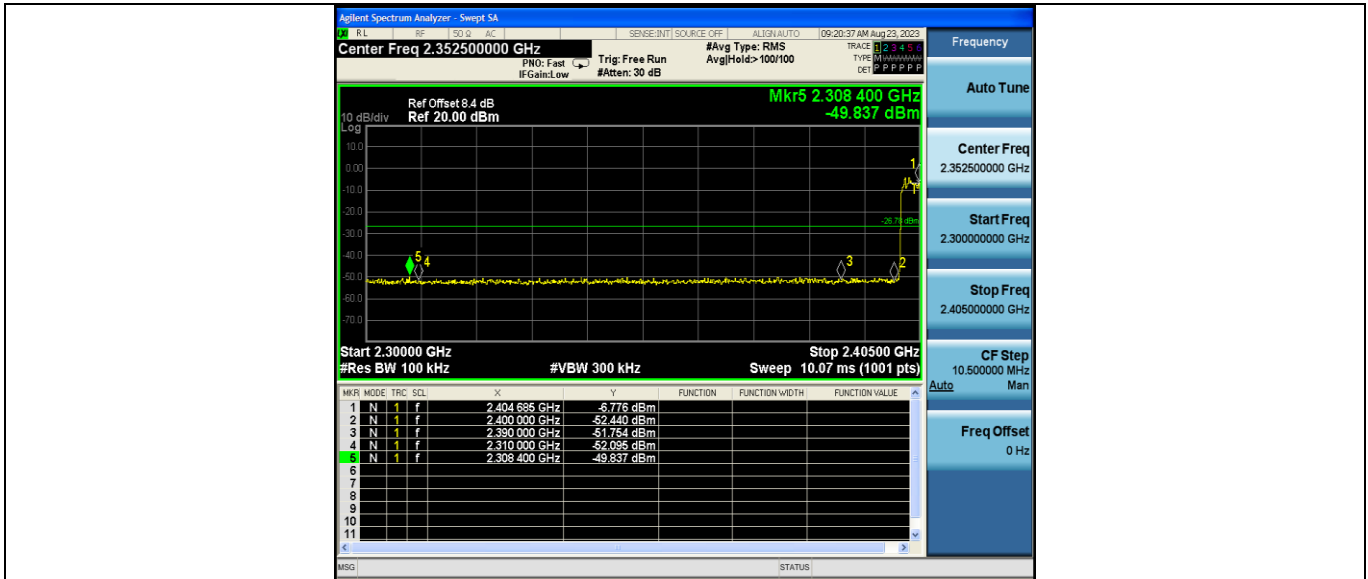 Agilent Spectrum Analyzer - Swept SA
LXI RL RF 50 Ω AC SENSE:INT SOURCE OFF ALIGN AUTO 09:20:37 AM Aug 23, 2023
Center Freq 2.352500000 GHz
PNO: Fast
IFGain:Low
Trig: Free Run
#Atten: 30 dB
#Avg Type: RMS
Avg|Hold:>100/100
TRACE 1 2 3 4 5 6
TYPE M WWWWW
DET P P P P P P
Mkr5 2.308 400 GHz
-49.837 dBm
Ref Offset 8.4 dB
10 dB/div Ref 20.00 dBm
Log
10.0
0.00
-10.0
-20.0
-30.0
-40.0
-50.0
-60.0
-70.0
1
5
4
3
2
Start 2.30000 GHz Stop 2.40500 GHz
#Res BW 100 kHz #VBW 300 kHz Sweep 10.07 ms (1001 pts)
MKR MODE TRC SCL X Y FUNCTION FUNCTION WIDTH FUNCTION VALUE
1 N 1 f 2.404 685 GHz -6.776 dBm
2 N 1 f 2.400 000 GHz -52.440 dBm
3 N 1 f 2.390 000 GHz -51.754 dBm
4 N 1 f 2.310 000 GHz -52.095 dBm
5 N 1 f 2.308 400 GHz -49.837 dBm
6
7
8
9
10
11
MSG STATUS
Frequency
Auto Tune
Center Freq
2.352500000 GHz
Start Freq
2.300000000 GHz
Stop Freq
2.405000000 GHz
CF Step
10.500000 MHz
Auto Man
Freq Offset
0 Hz